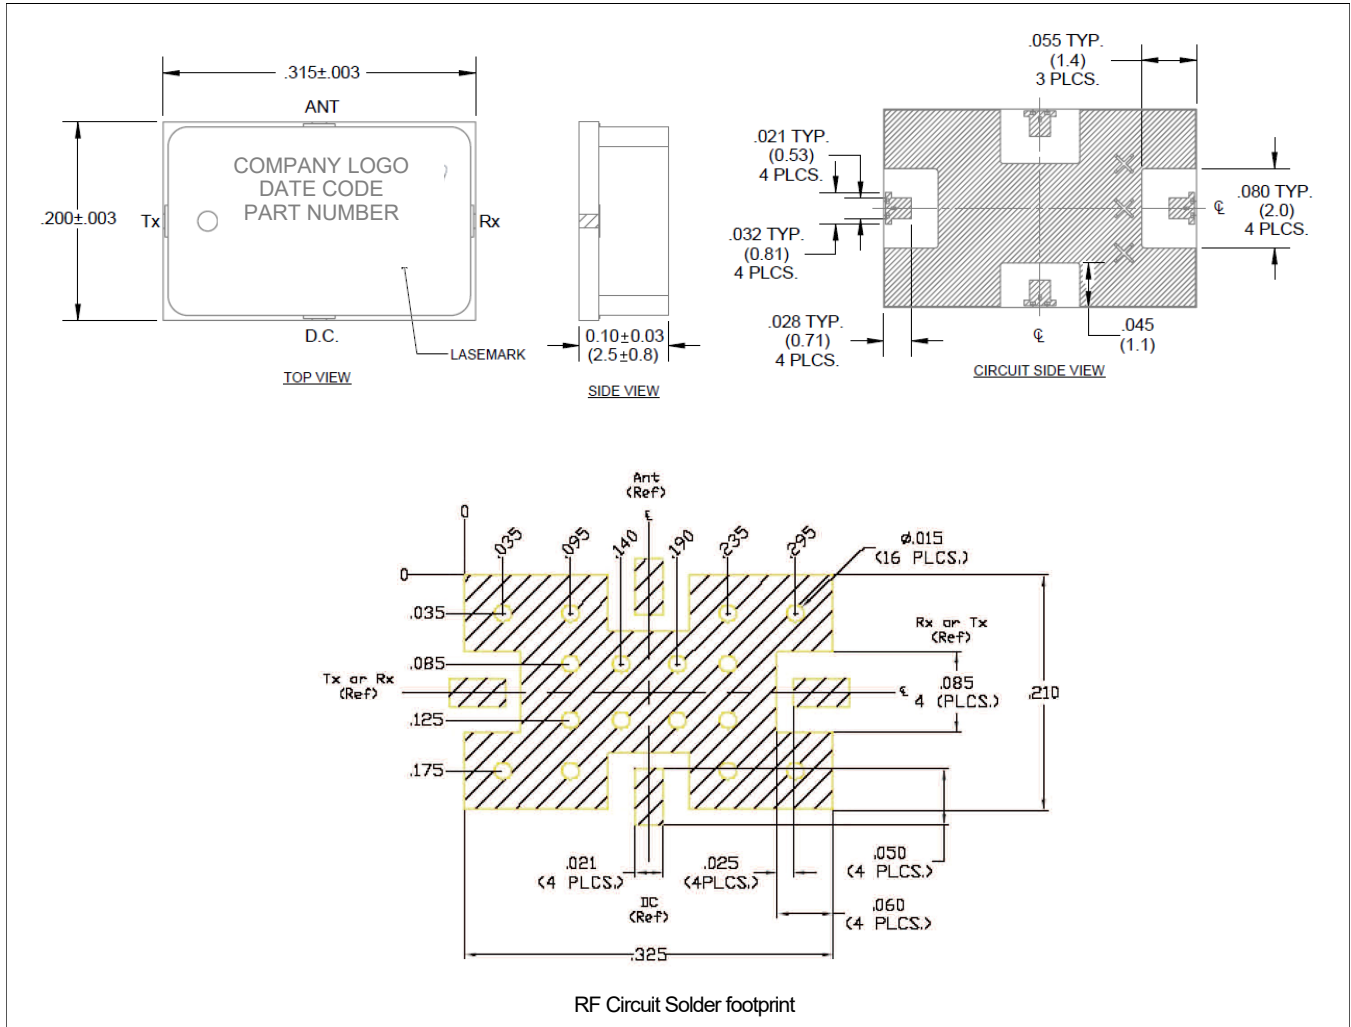 .315±.003
ANT
COMPANY LOGO
DATE CODE
PART NUMBER
.200±.003
Tx
Rx
D.C.
LASEMARK
TOP VIEW
0.10±0.03
(2.5±0.8)
SIDE VIEW
.055 TYP.
(1.4)
3 PLCS.
.021 TYP.
(0.53)
4 PLCS.
.032 TYP.
(0.81)
4 PLCS.
.028 TYP.
(0.71)
4 PLCS.
.080 TYP.
(2.0)
4 PLCS.
℄
℄
.045
(1.1)
CIRCUIT SIDE VIEW
Ant
(Ref)
℄
0
.035
.095
.140
.190
.235
.295
ø.015
(16 PLCS.)
0
.035
.085
.125
.175
Tx or Rx
(Ref)
Rx or Tx
(Ref)
℄
.085
4 (PLCS.)
.210
.021
(4 PLCS.)
.025
(4PLCS.)
.050
(4 PLCS.)
.060
(4 PLCS.)
DC
(Ref)
.325
RF Circuit Solder footprint